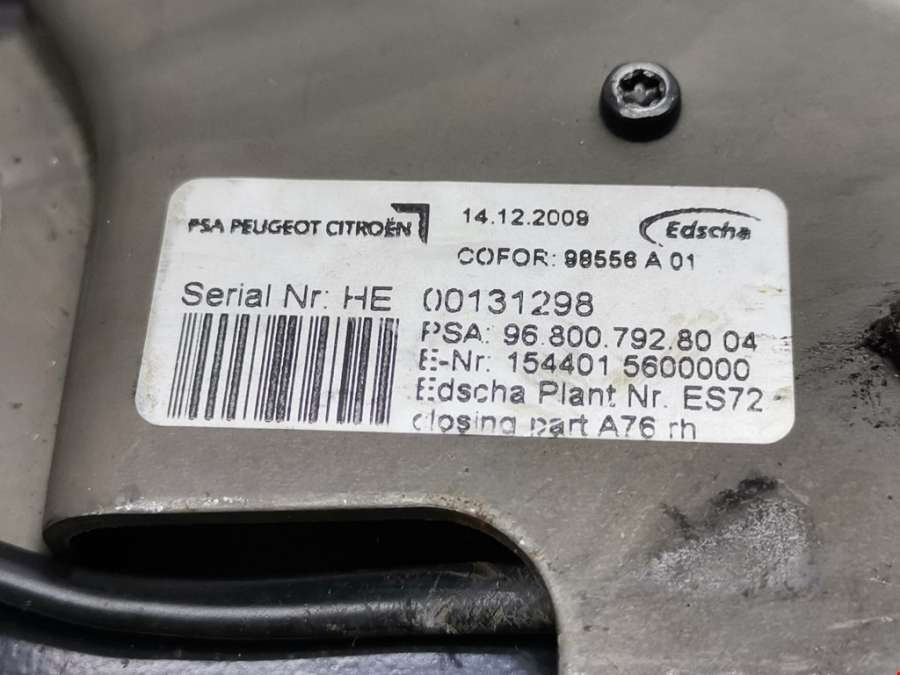 PSA PEUGEOT CITROËN
14.12.2009
Edscha
COFOR: 98556 A 01
Serial Nr: HE 00131298
PSA: 96.800.792.80 04
E-Nr: 154401 5600000
Edscha Plant Nr. ES72 -
closing part A76 rh